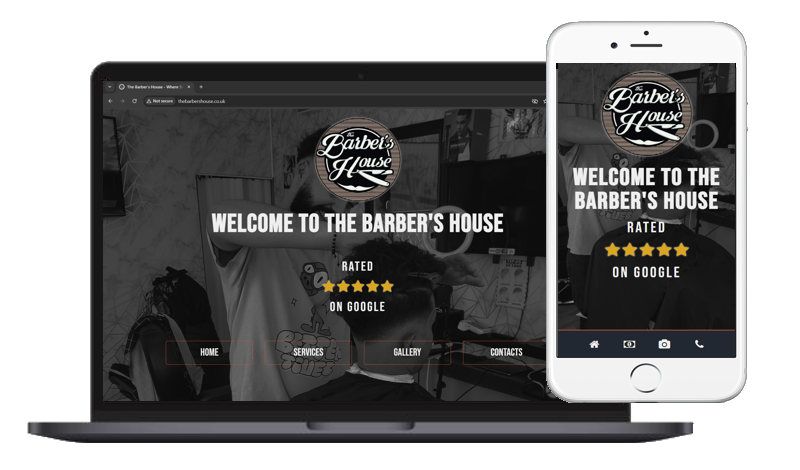 The Barber's House - Where
Not secure
thebarbershouse.co.uk
the
Barber's
House
WELCOME TO THE BARBER'S HOUSE
RATED
ON GOOGLE
HOME
SERVICES
GALLERY
CONTACTS
the
Barber's
House
WELCOME TO THE
BARBER'S HOUSE
RATED
ON GOOGLE